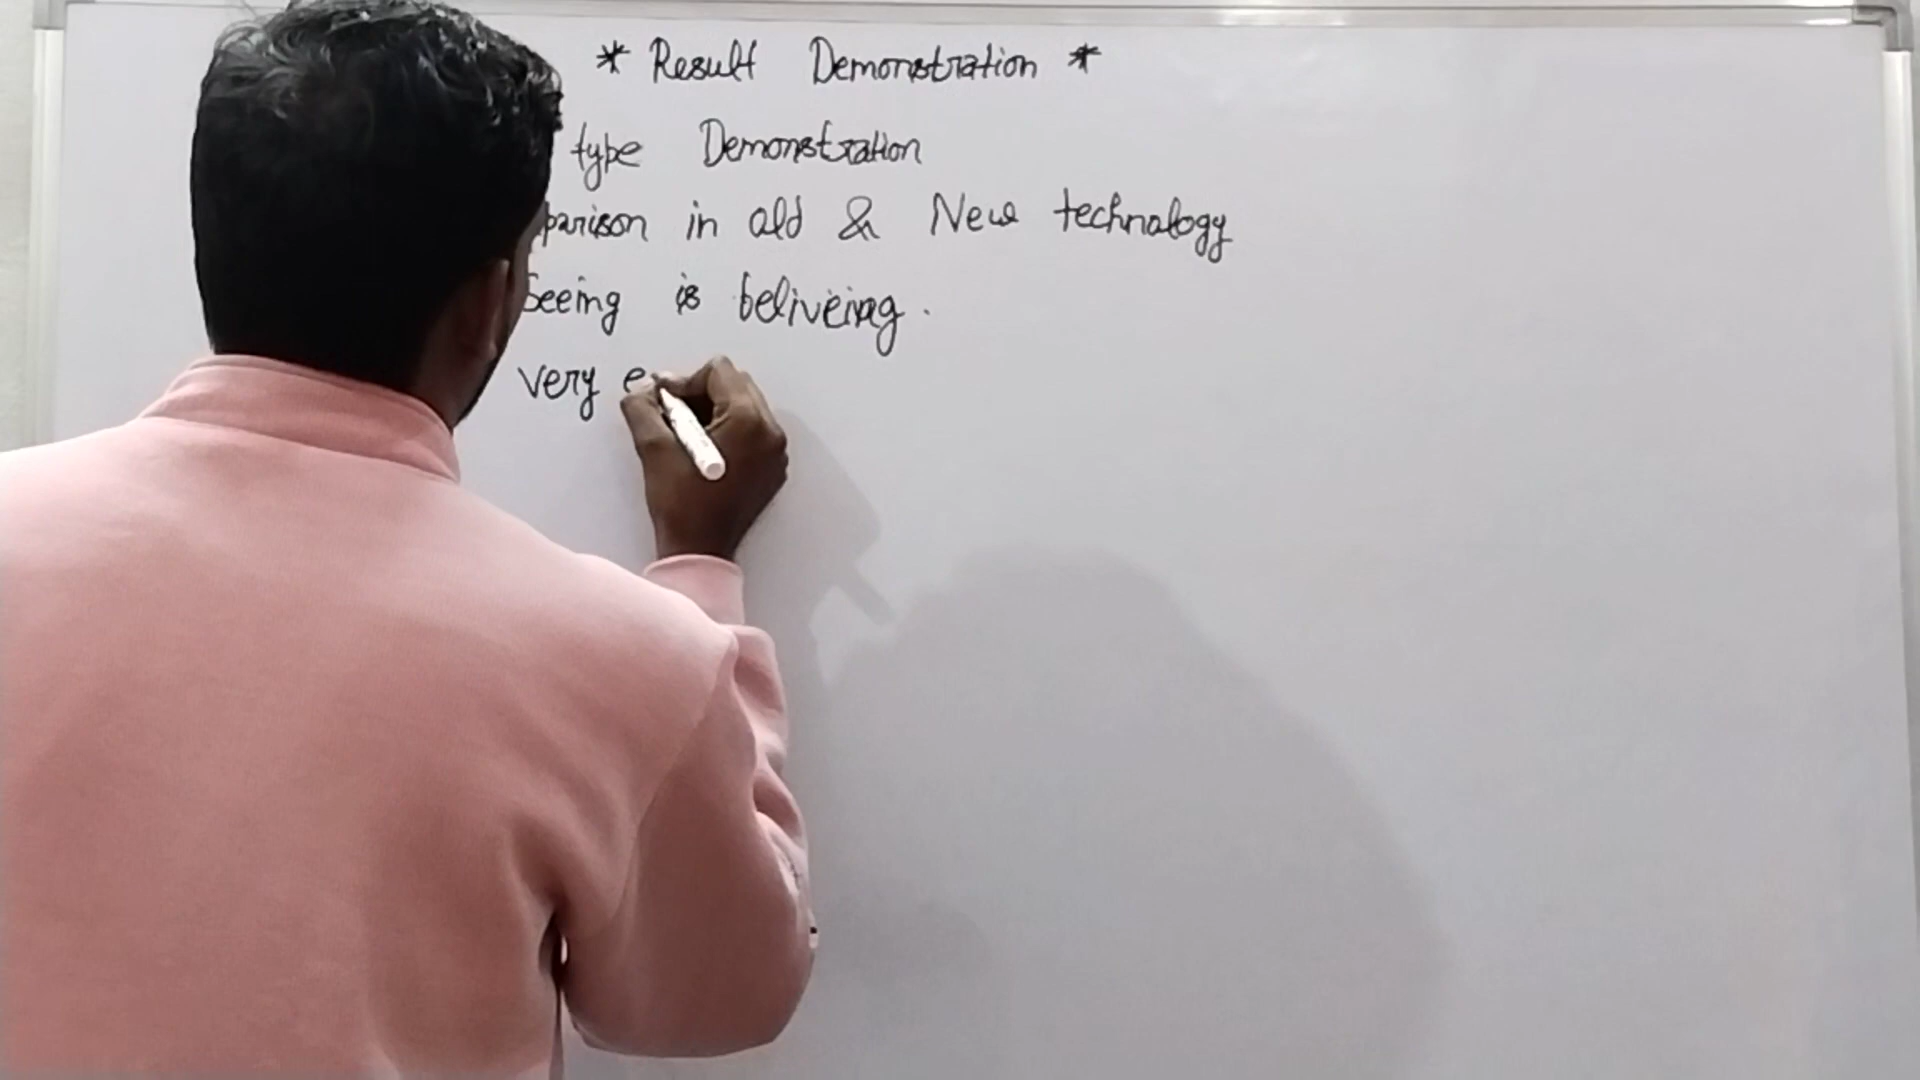 * Result Demonstration *
type Demonstration
parison in old & New technology
Seeing is beliveing.
very